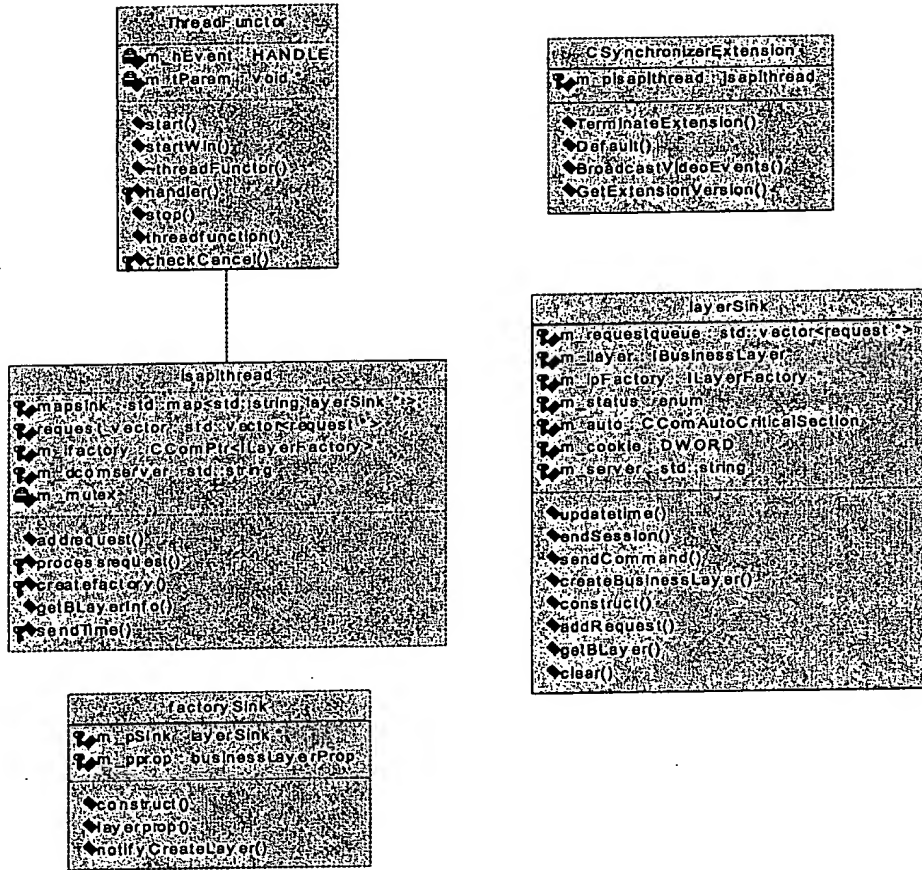 ThreadFunctor
m_hEvent : HANDLE
m_tParam : void *
start()
startWin()
~threadFunctor()
handler()
stop()
threadfunction()
checkCancel()
CSynchronizerExtension
m_pIsapithread : Isapithread
TerminateExtension()
Default()
BroadcastVideoEvents()
GetExtensionVersion()
Isapithread
mapsink : std::map<std::string,layerSink *>
request_vector : std::vector<request *>
m_ifactory : CComPtr<ILayerFactory>
m_dcomserver : std::string
m_mutex
addrequest()
processrequest()
createfactory()
getBLayerInfo()
sendTime()
layerSink
m_requestqueue : std::vector<request *>
m_ilayer : IBusinessLayer
m_ipFactory : ILayerFactory *
m_status : enum
m_auto : CComAutoCriticalSection
m_cookie : DWORD
m_server : std::string
updatetime()
endSession()
sendCommand()
createBusinessLayer()
construct()
addRequest()
getBLayer()
clear()
factorySink
m_pSink : layerSink *
m_pprop : businessLayerProp
construct()
layerprop()
notifyCreateLayer()